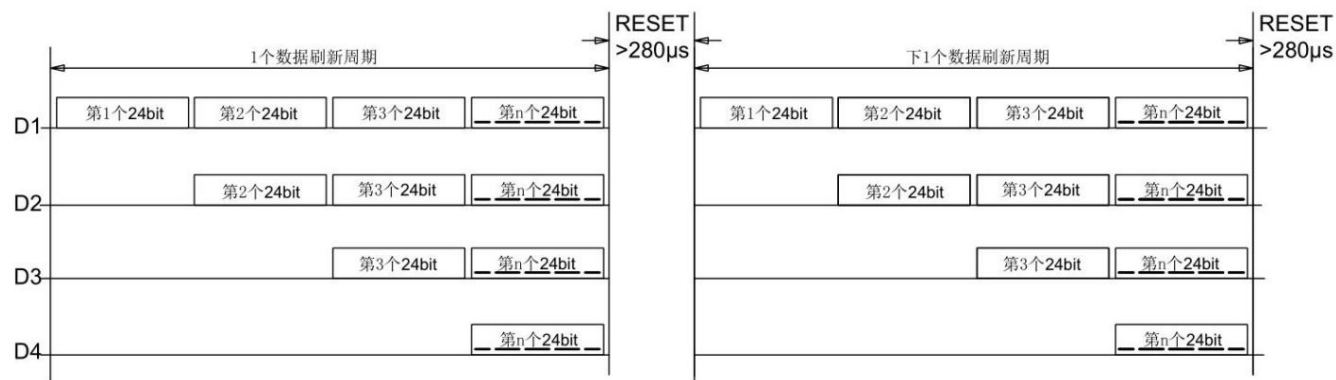 RESET
>280μs
RESET
>280μs
1个数据刷新周期
下1个数据刷新周期
D1 第1个24bit 第2个24bit 第3个24bit 第n个24bit 第1个24bit 第2个24bit 第3个24bit 第n个24bit
D2 第2个24bit 第3个24bit 第n个24bit 第2个24bit 第3个24bit 第n个24bit
D3 第3个24bit 第n个24bit 第3个24bit 第n个24bit
D4 第n个24bit 第n个24bit